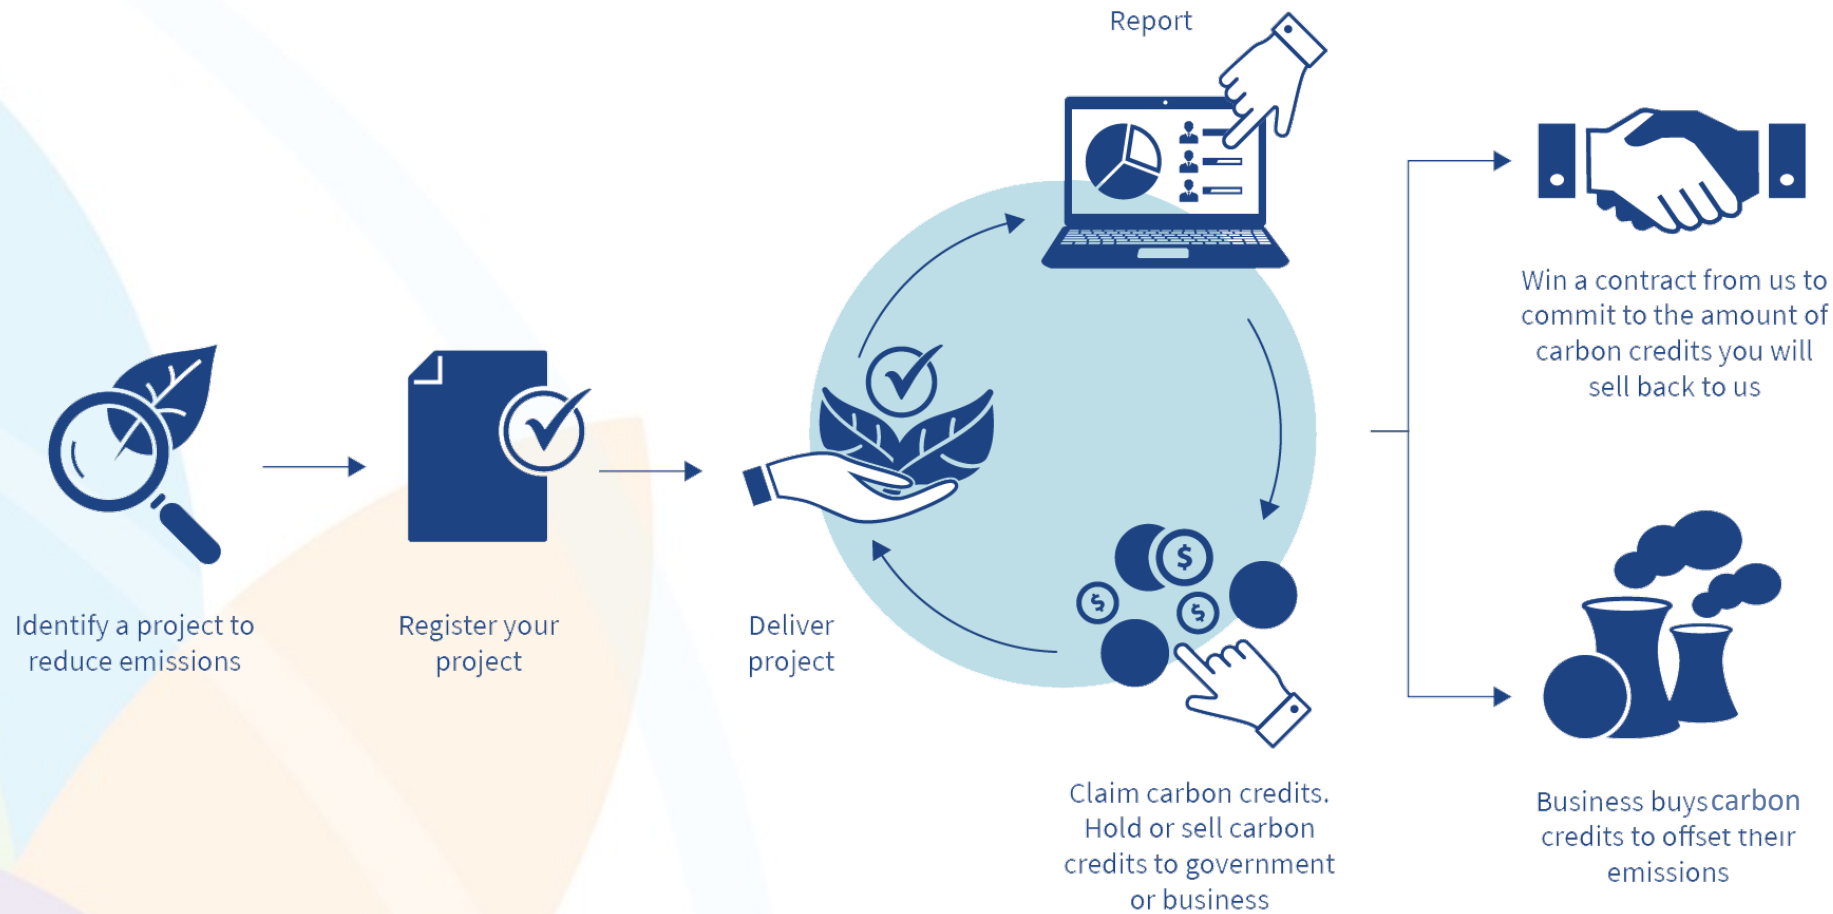 Report
Identify a project to
reduce emissions
Register your
project
Deliver
project
Claim carbon credits.
Hold or sell carbon
credits to government
or business
Win a contract from us to
commit to the amount of
carbon credits you will
sell back to us
Business buys carbon
credits to offset their
emissions
$
$
$